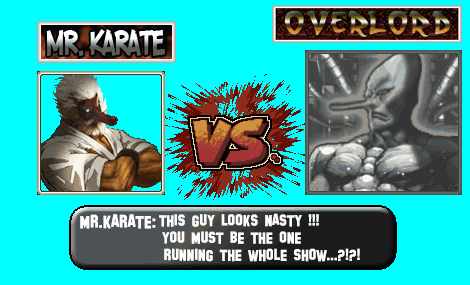 OVERLORD
MR. KARATE
VS.
MR.KARATE: THIS GUY LOOKS NASTY !!!
YOU MUST BE THE ONE
RUNNING THE WHOLE SHOW...?!?!